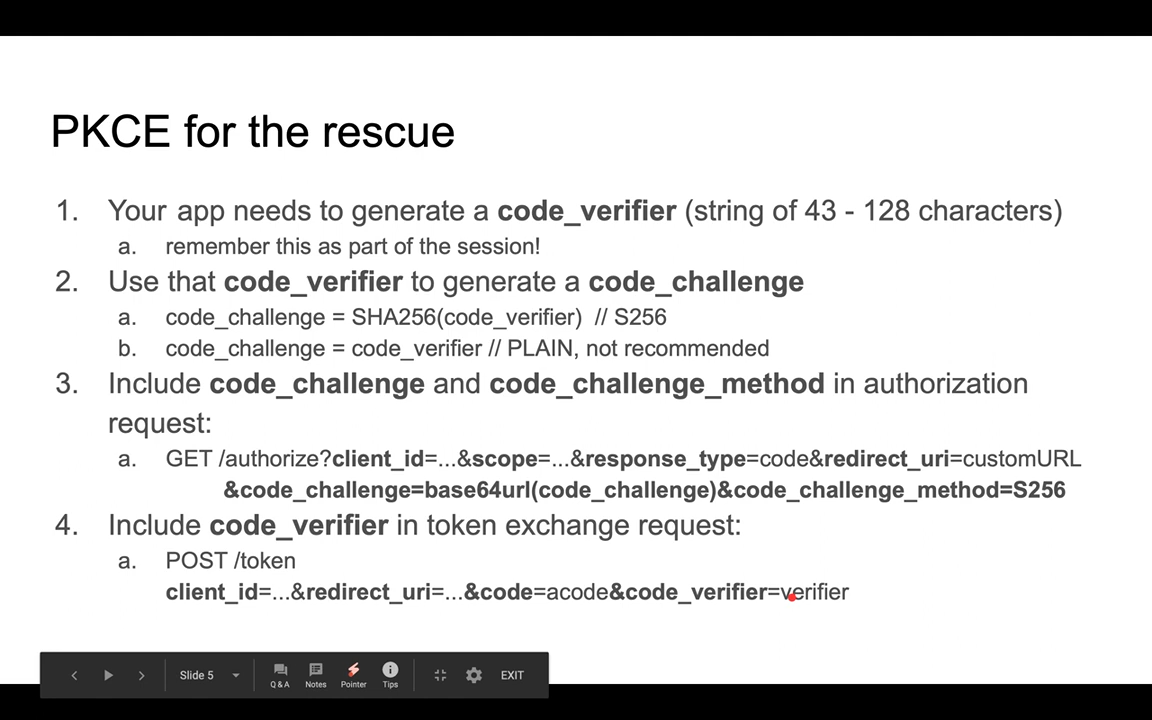 PKCE for the rescue
1. Your app needs to generate a code_verifier (string of 43 - 128 characters)
a. remember this as part of the session!
2. Use that code_verifier to generate a code_challenge
a. code_challenge = SHA256(code_verifier) // S256
b. code_challenge = code_verifier // PLAIN, not recommended
3. Include code_challenge and code_challenge_method in authorization
request:
a. GET /authorize?client_id=...&scope=...&response_type=code&redirect_uri=customURL
&code_challenge=base64url(code_challenge)&code_challenge_method=S256
4. Include code_verifier in token exchange request:
a. POST /token
client_id=...&redirect_uri=...&code=acode&code_verifier=verifier
Slide 5
Q & A
Notes
Pointer
Tips
EXIT